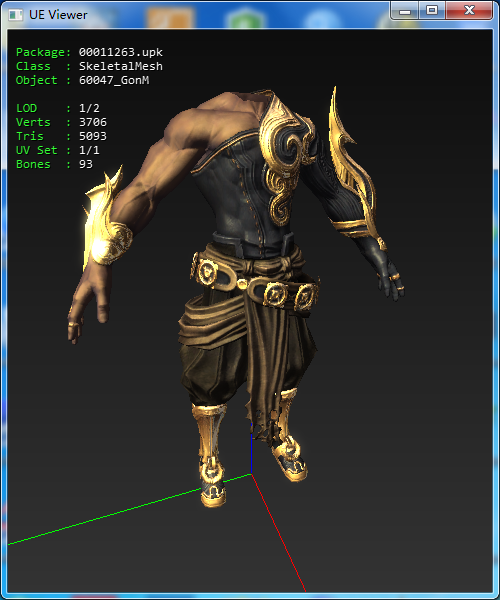 UE Viewer
Package: 00011263.upk
Class : SkeletalMesh
Object : 60047_GonM
LOD : 1/2
Verts : 3706
Tris : 5093
UV Set : 1/1
Bones : 93